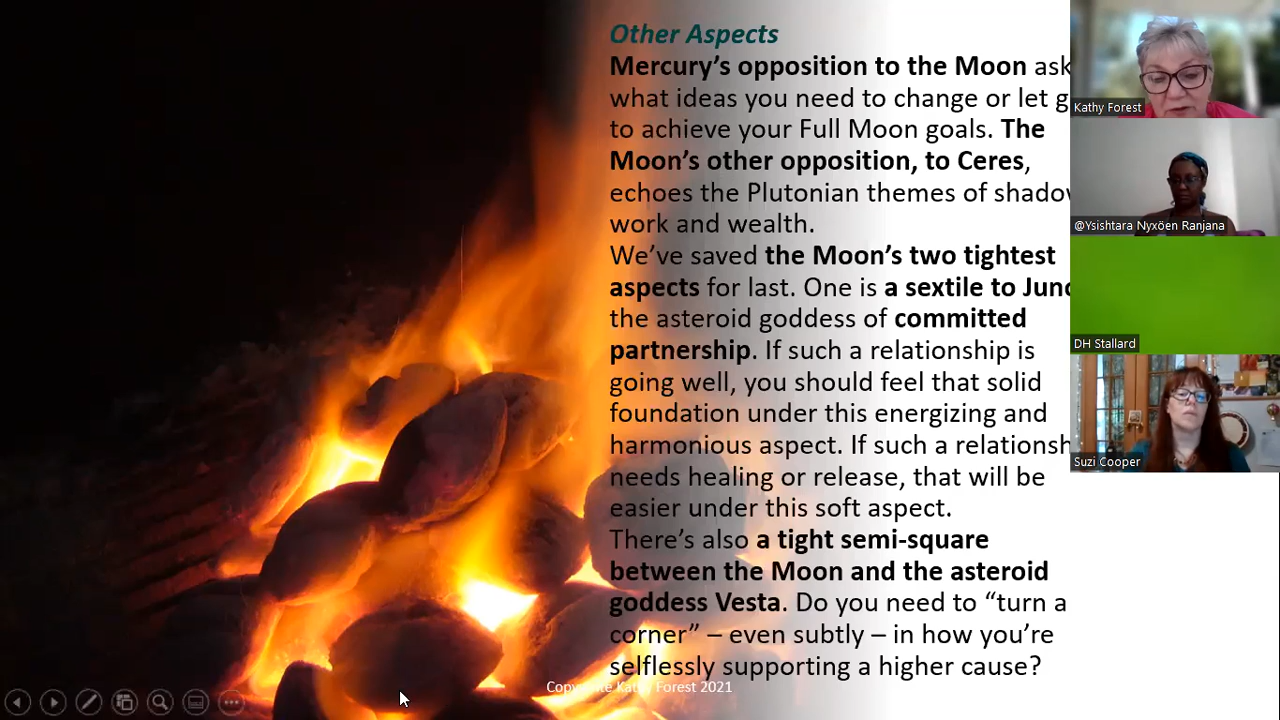 Other Aspects
Mercury's opposition to the Moon ask
what ideas you need to change or let g
to achieve your Full Moon goals. The
Moon's other opposition, to Ceres,
echoes the Plutonian themes of shadow
work and wealth.
We've saved the Moon's two tightest
aspects for last. One is a sextile to Juno
the asteroid goddess of committed
partnership. If such a relationship is
going well, you should feel that solid
foundation under this energizing and
harmonious aspect. If such a relationsh
needs healing or release, that will be
easier under this soft aspect.
There's also a tight semi-square
between the Moon and the asteroid
goddess Vesta. Do you need to “turn a
corner” – even subtly – in how you're
selflessly supporting a higher cause?
Kathy Forest 2021
Kathy Forest
@Ysishtara Nyxöen Ranjana
DH Stallard
Suzi Cooper